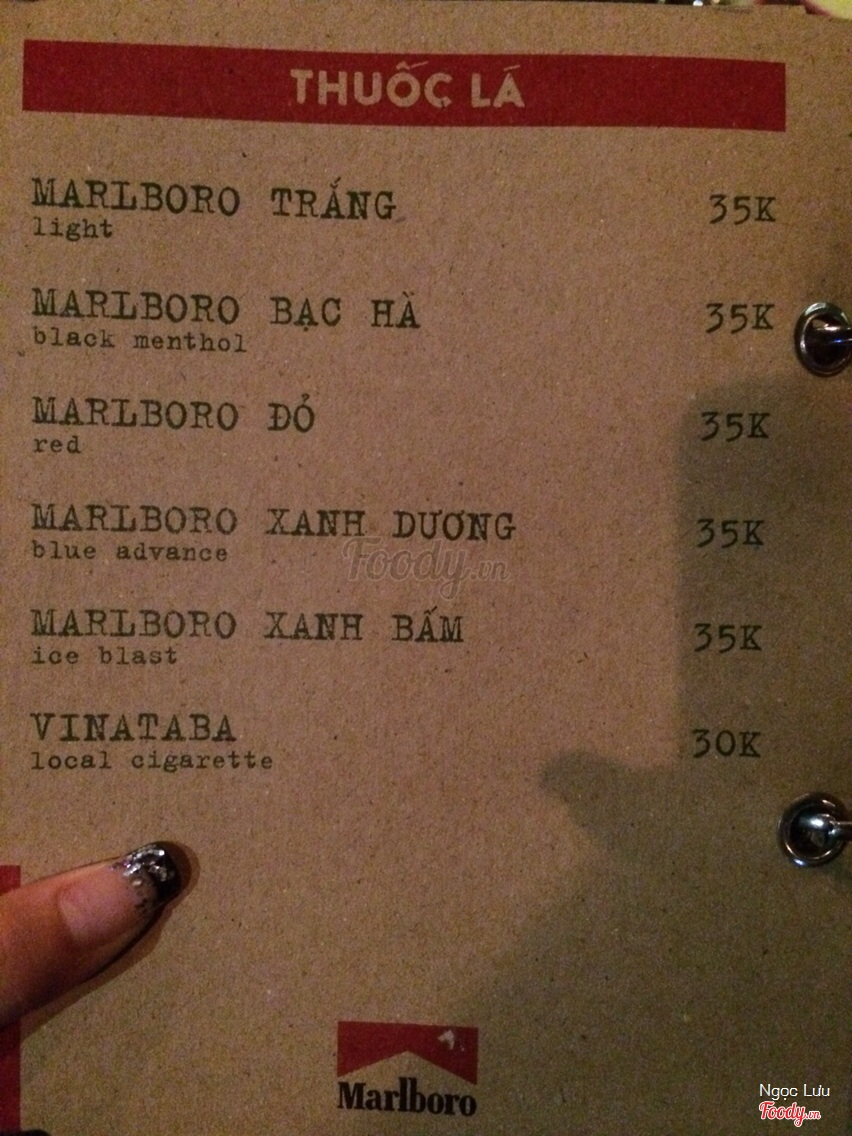 THUỐC LÁ
MARLBORO TRẮNG 35K
light
MARLBORO BẠC HÀ 35K
black menthol
MARLBORO ĐỎ 35K
red
MARLBORO XANH DƯƠNG 35K
blue advance
Foody.vn
MARLBORO XANH BẤM 35K
ice blast
VINATABA 30K
local cigarette
Marlboro
Ngọc Lưu
Foody.vn